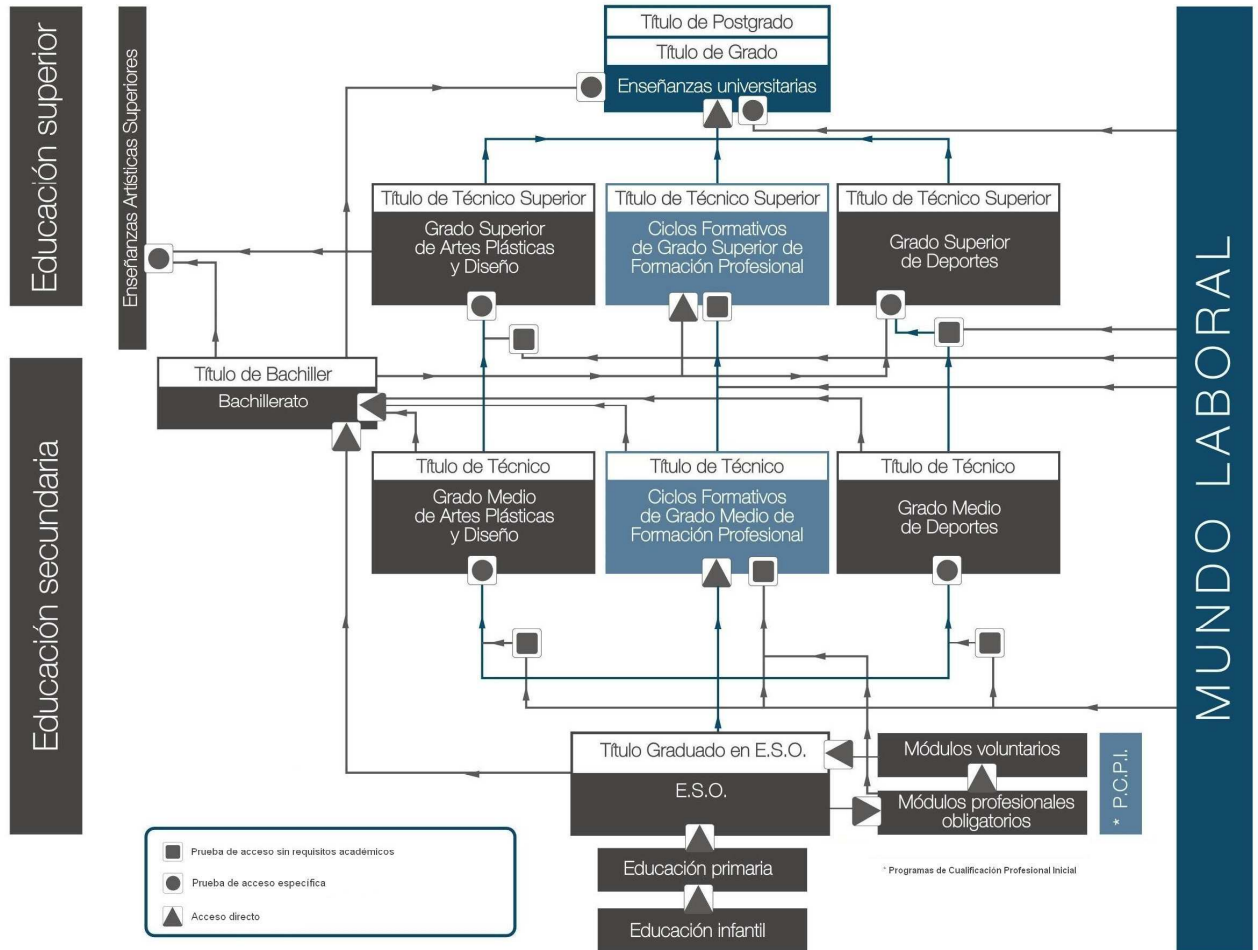 Educación superior
Enseñanzas Artísticas Superiores
Título de Postgrado
Título de Grado
Enseñanzas universitarias
Título de Técnico Superior
Grado Superior
de Artes Plásticas
y Diseño
Título de Técnico Superior
Ciclos Formativos
de Grado Superior de
Formación Profesional
Título de Técnico Superior
Grado Superior
de Deportes
MUNDO LABORAL
Educación secundaria
Título de Bachiller
Bachillerato
Título de Técnico
Grado Medio
de Artes Plásticas
y Diseño
Título de Técnico
Ciclos Formativos
de Grado Medio de
Formación Profesional
Título de Técnico
Grado Medio
de Deportes
Título Graduado en E.S.O.
E.S.O.
Módulos voluntarios
Módulos profesionales
obligatorios
* P.C.P.I.
Educación primaria
Educación infantil
* Programas de Cualificación Profesional Inicial
Prueba de acceso sin requisitos académicos
Prueba de acceso específica
Acceso directo